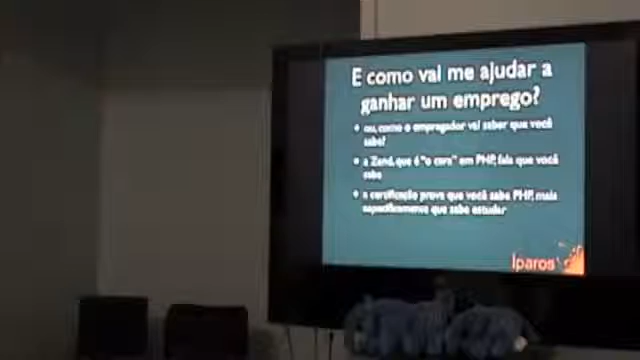 E como vai me ajudar a
ganhar um emprego?
ou, como o empregador vai saber que você
sabe?
a Zend, que é "o cara" em PHP, fala que você
sabe
a certificação prova que você sabe PHP, mais
especificamente que sabe estudar
Iparos